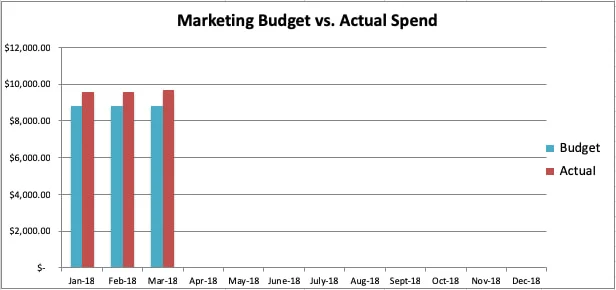 Marketing Budget vs. Actual Spend
$12,000.00
$10,000.00
$8,000.00
$6,000.00
$4,000.00
$2,000.00
$-
Jan-18 Feb-18 Mar-18 Apr-18 May-18 June-18 July-18 Aug-18 Sept-18 Oct-18 Nov-18 Dec-18
Budget
Actual